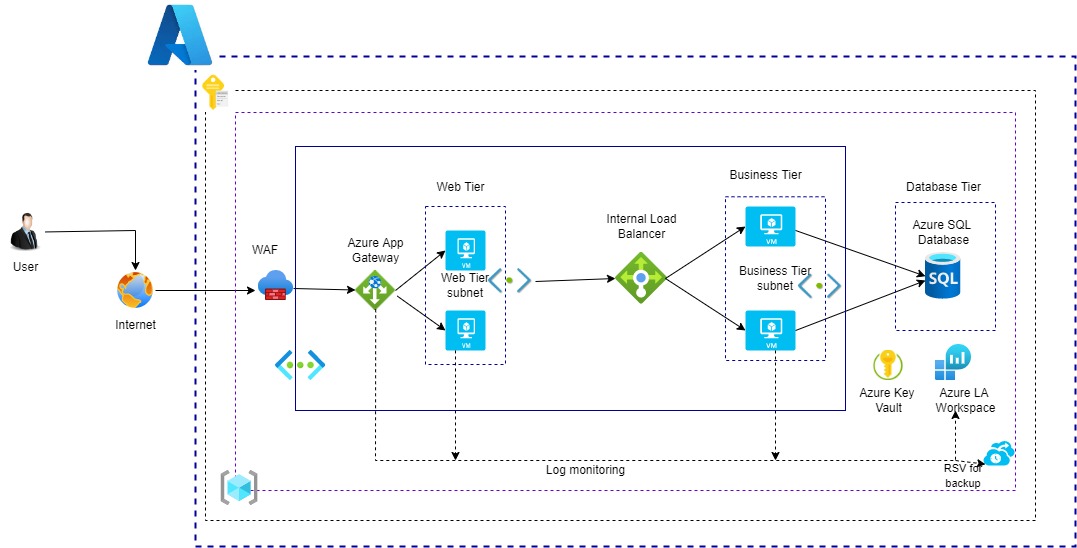 Web Tier
Business Tier
Database Tier
User
Internet
WAF
Azure App
Gateway
VM
Web Tier
subnet
VM
Internal Load
Balancer
VM
Business Tier
subnet
VM
Azure SQL
Database
SQL
Azure Key
Vault
Azure LA
Workspace
Log monitoring
RSV for
backup